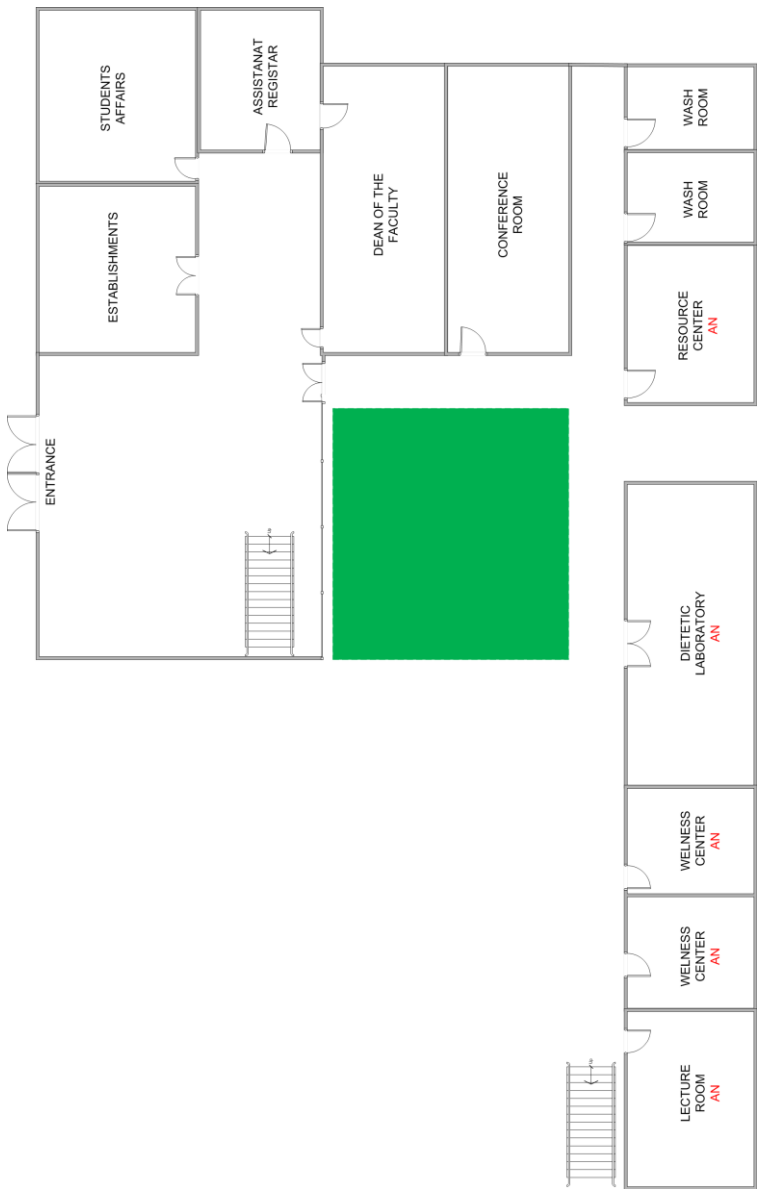 STUDENTS
AFFAIRS
ASSISTANAT
REGISTAR
ESTABLISHMENTS
ENTRANCE
DEAN OF THE
FACULTY
CONFERENCE
ROOM
WASH
ROOM
WASH
ROOM
RESOURCE
CENTER
AN
DIETETIC
LABORATORY
AN
WELNESS
CENTER
AN
WELNESS
CENTER
AN
LECTURE
ROOM
AN